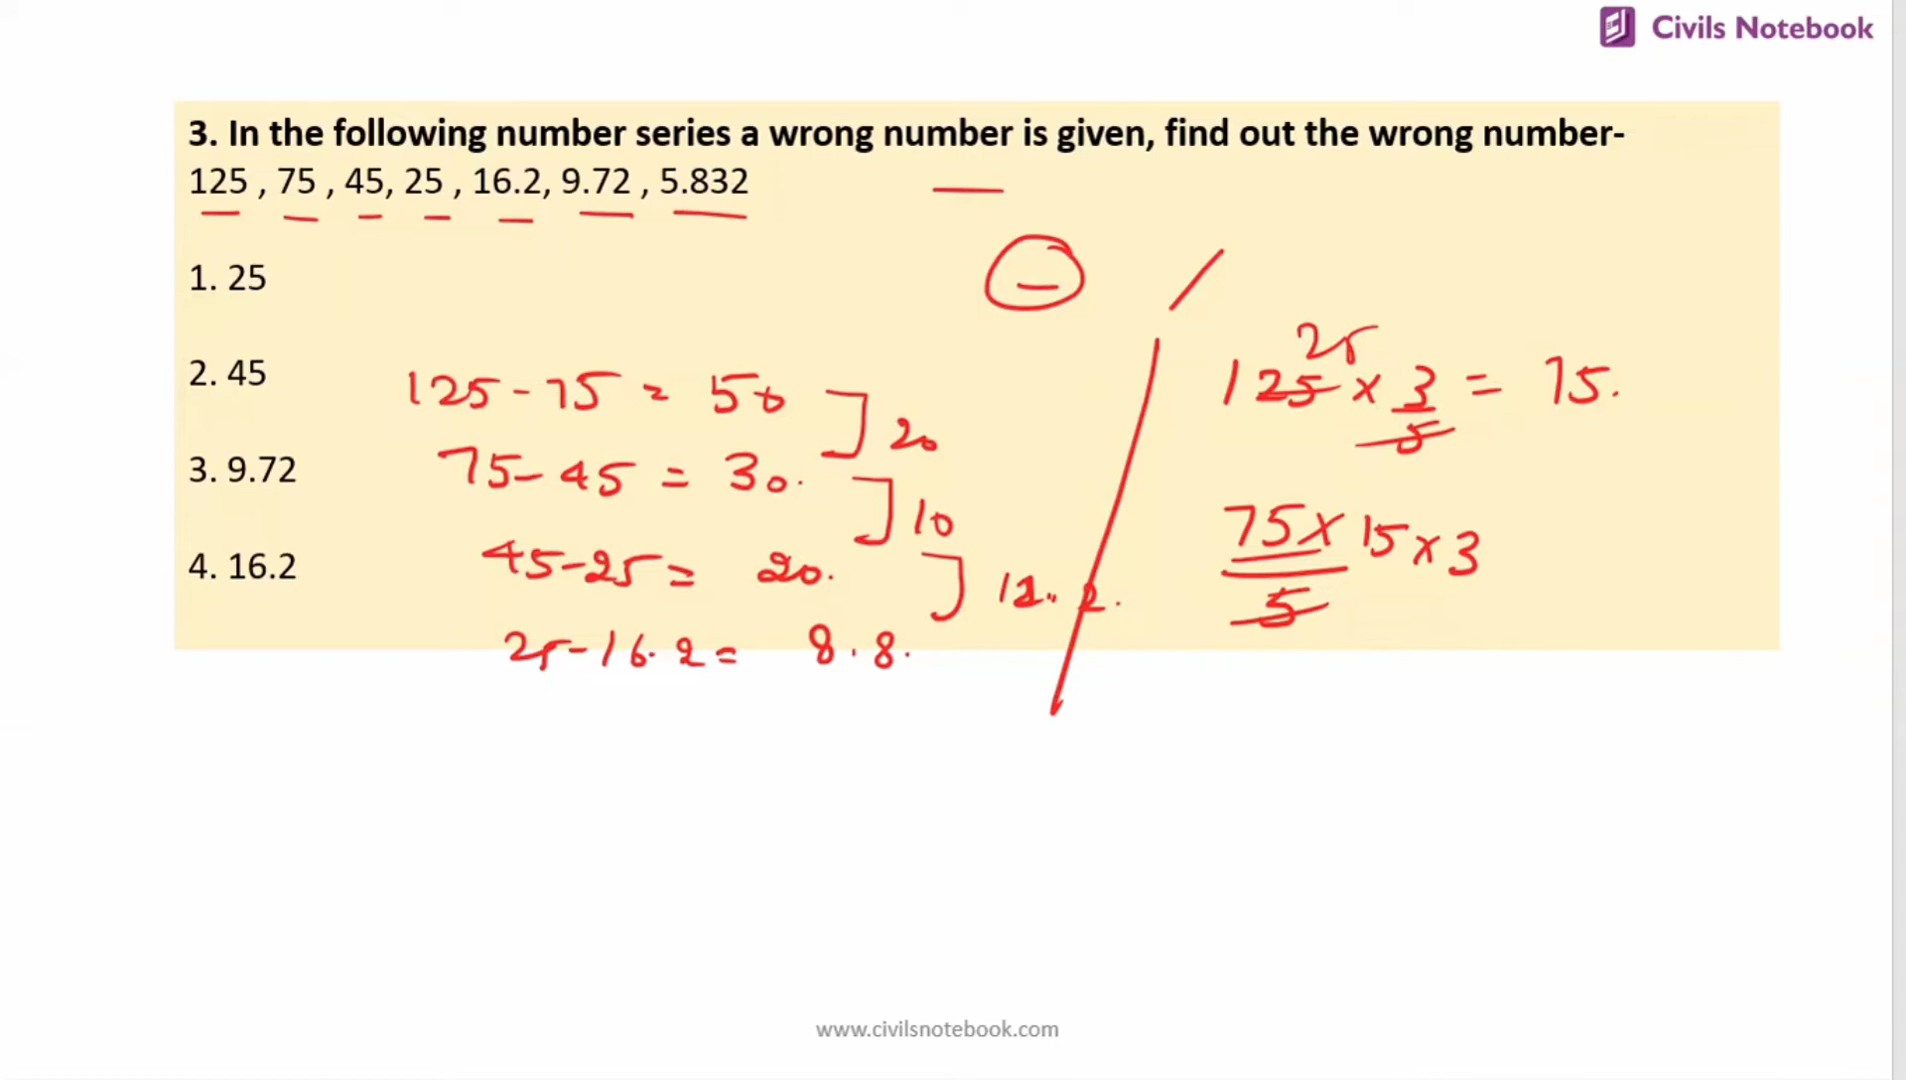 Civils Notebook
3. In the following number series a wrong number is given, find out the wrong number-
125 , 75 , 45, 25 , 16.2, 9.72 , 5.832
1. 25
2. 45
3. 9.72
4. 16.2
125 - 75 = 50
20
75 - 45 = 30.
10
45 - 25 = 20.
25 - 16.2 = 8.8.
25
125 × 3 = 75.
5
75 × 15 × 3
5
www.civilsnotebook.com